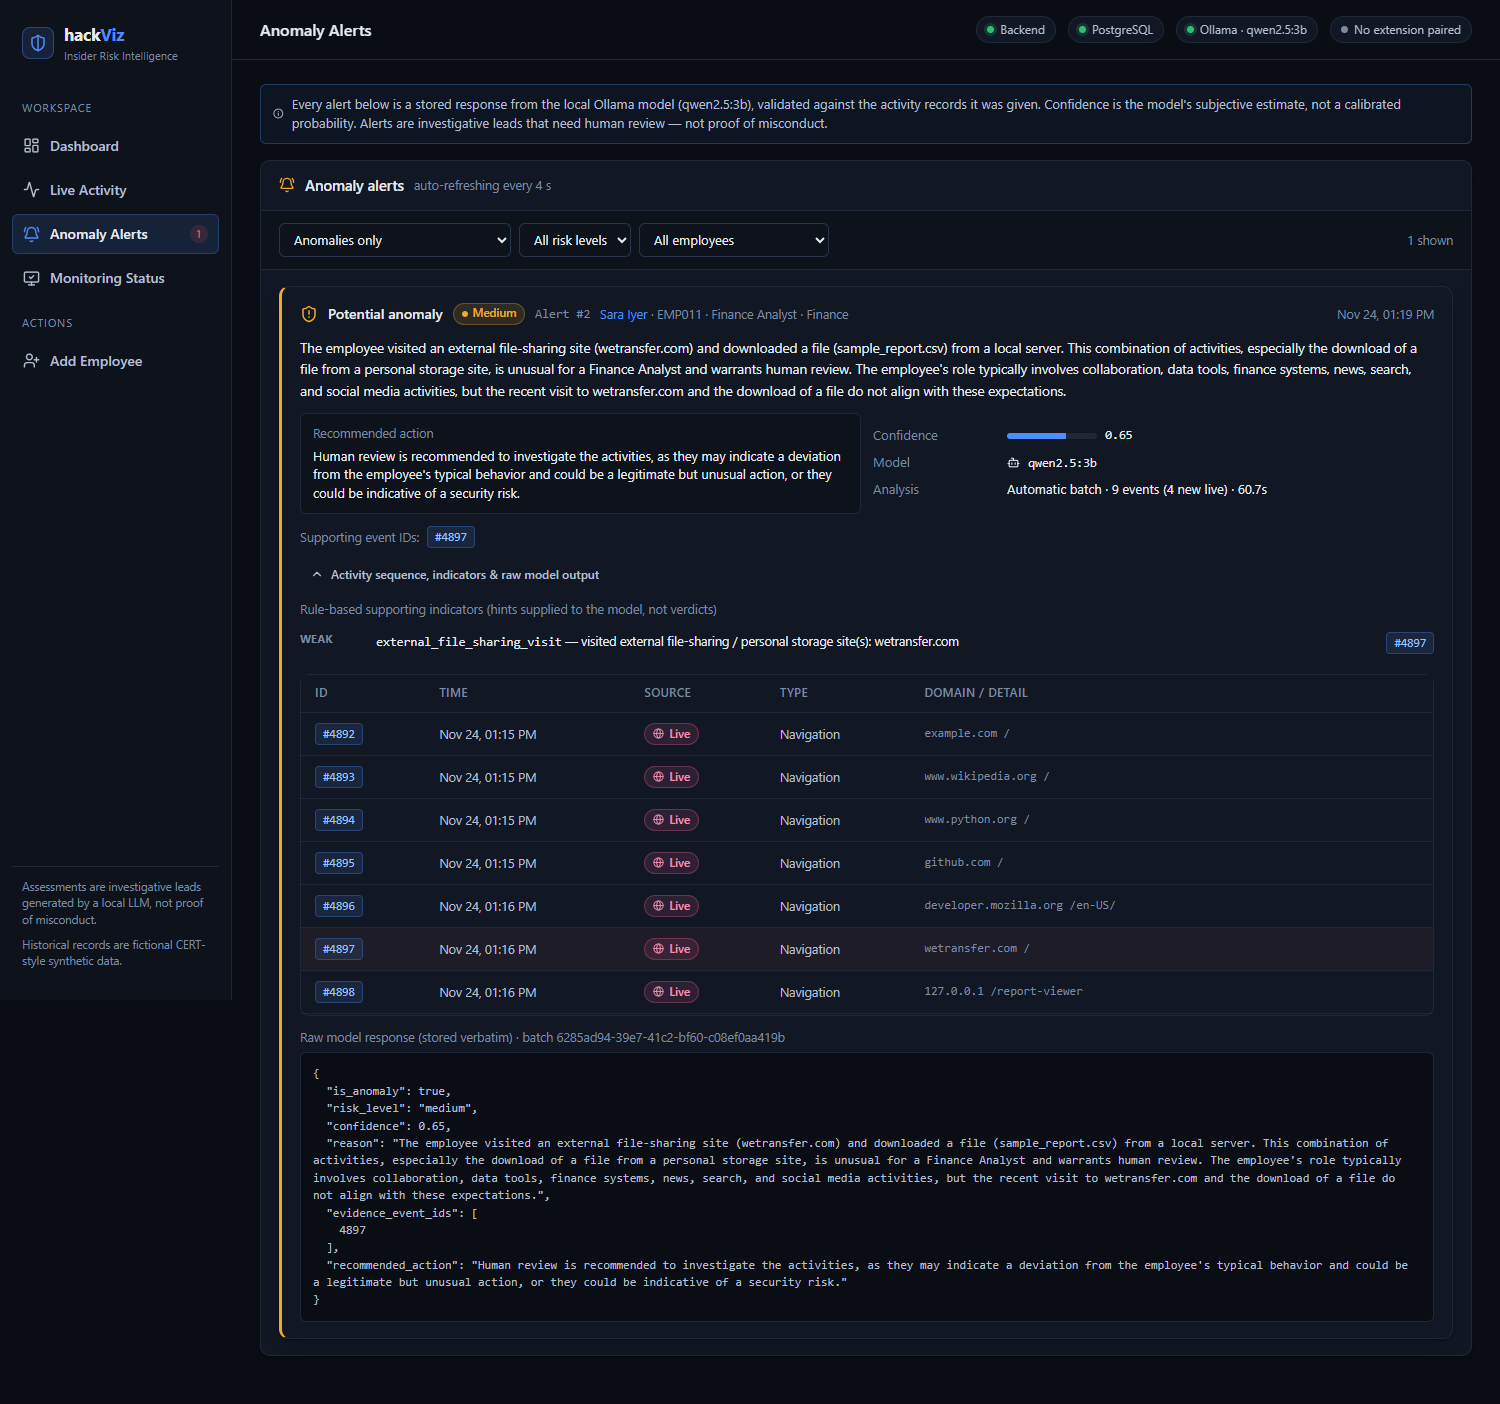 hackViz
Insider Risk Intelligence
WORKSPACE
Dashboard
Live Activity
Anomaly Alerts 1
Monitoring Status
ACTIONS
Add Employee
Assessments are investigative leads
generated by a local LLM, not proof
of misconduct.
Historical records are fictional CERT-
style synthetic data.
Anomaly Alerts
Backend
PostgreSQL
Ollama · qwen2.5:3b
No extension paired
Every alert below is a stored response from the local Ollama model (qwen2.5:3b), validated against the activity records it was given. Confidence is the model's subjective estimate, not a calibrated
probability. Alerts are investigative leads that need human review — not proof of misconduct.
Anomaly alerts auto-refreshing every 4 s
Anomalies only All risk levels All employees 1 shown
Potential anomaly Medium Alert #2 Sara Iyer · EMP011 · Finance Analyst · Finance Nov 24, 01:19 PM
The employee visited an external file-sharing site (wetransfer.com) and downloaded a file (sample_report.csv) from a local server. This combination of activities, especially the download of a
file from a personal storage site, is unusual for a Finance Analyst and warrants human review. The employee's role typically involves collaboration, data tools, finance systems, news, search,
and social media activities, but the recent visit to wetransfer.com and the download of a file do not align with these expectations.
Recommended action
Human review is recommended to investigate the activities, as they may indicate a deviation
from the employee's typical behavior and could be a legitimate but unusual action, or they
could be indicative of a security risk.
Confidence 0.65
Model qwen2.5:3b
Analysis Automatic batch · 9 events (4 new live) · 60.7s
Supporting event IDs: #4897
Activity sequence, indicators & raw model output
Rule-based supporting indicators (hints supplied to the model, not verdicts)
WEAK external_file_sharing_visit — visited external file-sharing / personal storage site(s): wetransfer.com #4897
ID TIME SOURCE TYPE DOMAIN / DETAIL
#4892 Nov 24, 01:15 PM Live Navigation example.com /
#4893 Nov 24, 01:15 PM Live Navigation www.wikipedia.org /
#4894 Nov 24, 01:15 PM Live Navigation www.python.org /
#4895 Nov 24, 01:15 PM Live Navigation github.com /
#4896 Nov 24, 01:16 PM Live Navigation developer.mozilla.org /en-US/
#4897 Nov 24, 01:16 PM Live Navigation wetransfer.com /
#4898 Nov 24, 01:16 PM Live Navigation 127.0.0.1 /report-viewer
Raw model response (stored verbatim) · batch 6285ad94-39e7-41c2-bf60-c08ef0aa419b
{
"is_anomaly": true,
"risk_level": "medium",
"confidence": 0.65,
"reason": "The employee visited an external file-sharing site (wetransfer.com) and downloaded a file (sample_report.csv) from a local server. This combination of
activities, especially the download of a file from a personal storage site, is unusual for a Finance Analyst and warrants human review. The employee's role typically
involves collaboration, data tools, finance systems, news, search, and social media activities, but the recent visit to wetransfer.com and the download of a file do
not align with these expectations.",
"evidence_event_ids": [
4897
],
"recommended_action": "Human review is recommended to investigate the activities, as they may indicate a deviation from the employee's typical behavior and could be
a legitimate but unusual action, or they could be indicative of a security risk."
}